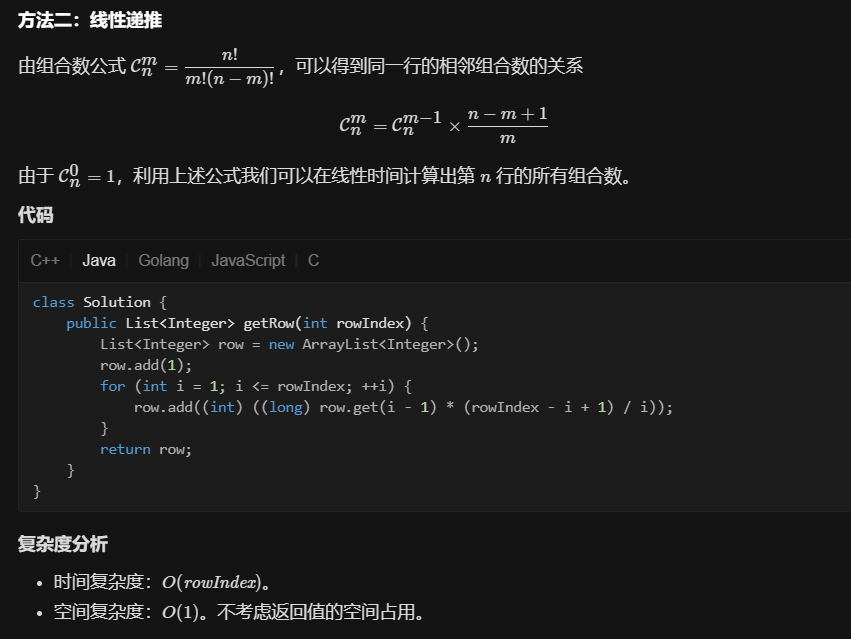 方法二：线性递推
由组合数公式 $\mathcal{C}_n^m = \frac{n!}{m!(n-m)!}$，可以得到同一行的相邻组合数的关系
$\mathcal{C}_n^m = \mathcal{C}_n^{m-1} \times \frac{n-m+1}{m}$
由于 $\mathcal{C}_n^0 = 1$，利用上述公式我们可以在线性时间计算出第 $n$ 行的所有组合数。
代码
C++ Java Golang JavaScript C
class Solution {
    public List<Integer> getRow(int rowIndex) {
        List<Integer> row = new ArrayList<Integer>();
        row.add(1);
        for (int i = 1; i <= rowIndex; ++i) {
            row.add((int) ((long) row.get(i - 1) * (rowIndex - i + 1) / i));
        }
        return row;
    }
}
复杂度分析
• 时间复杂度：$O(rowIndex)$。
• 空间复杂度：$O(1)$。不考虑返回值的空间占用。